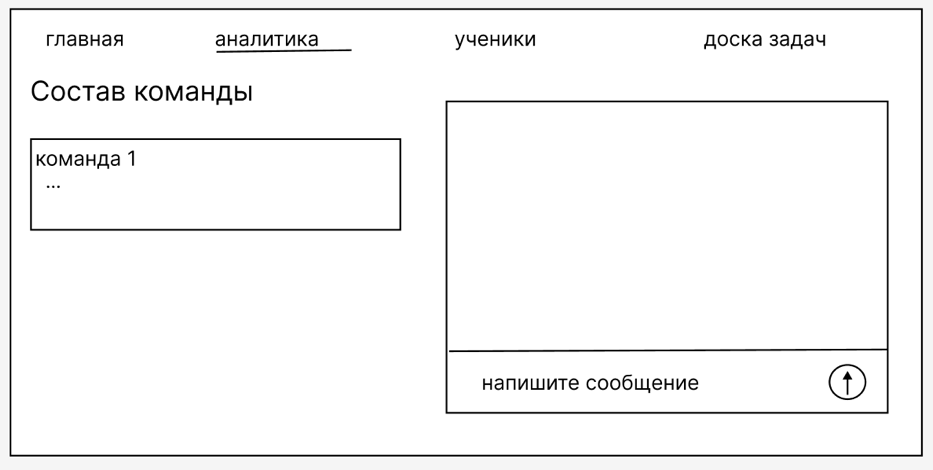 главная аналитика ученики доска задач
Состав команды
команда 1
...
напишите сообщение